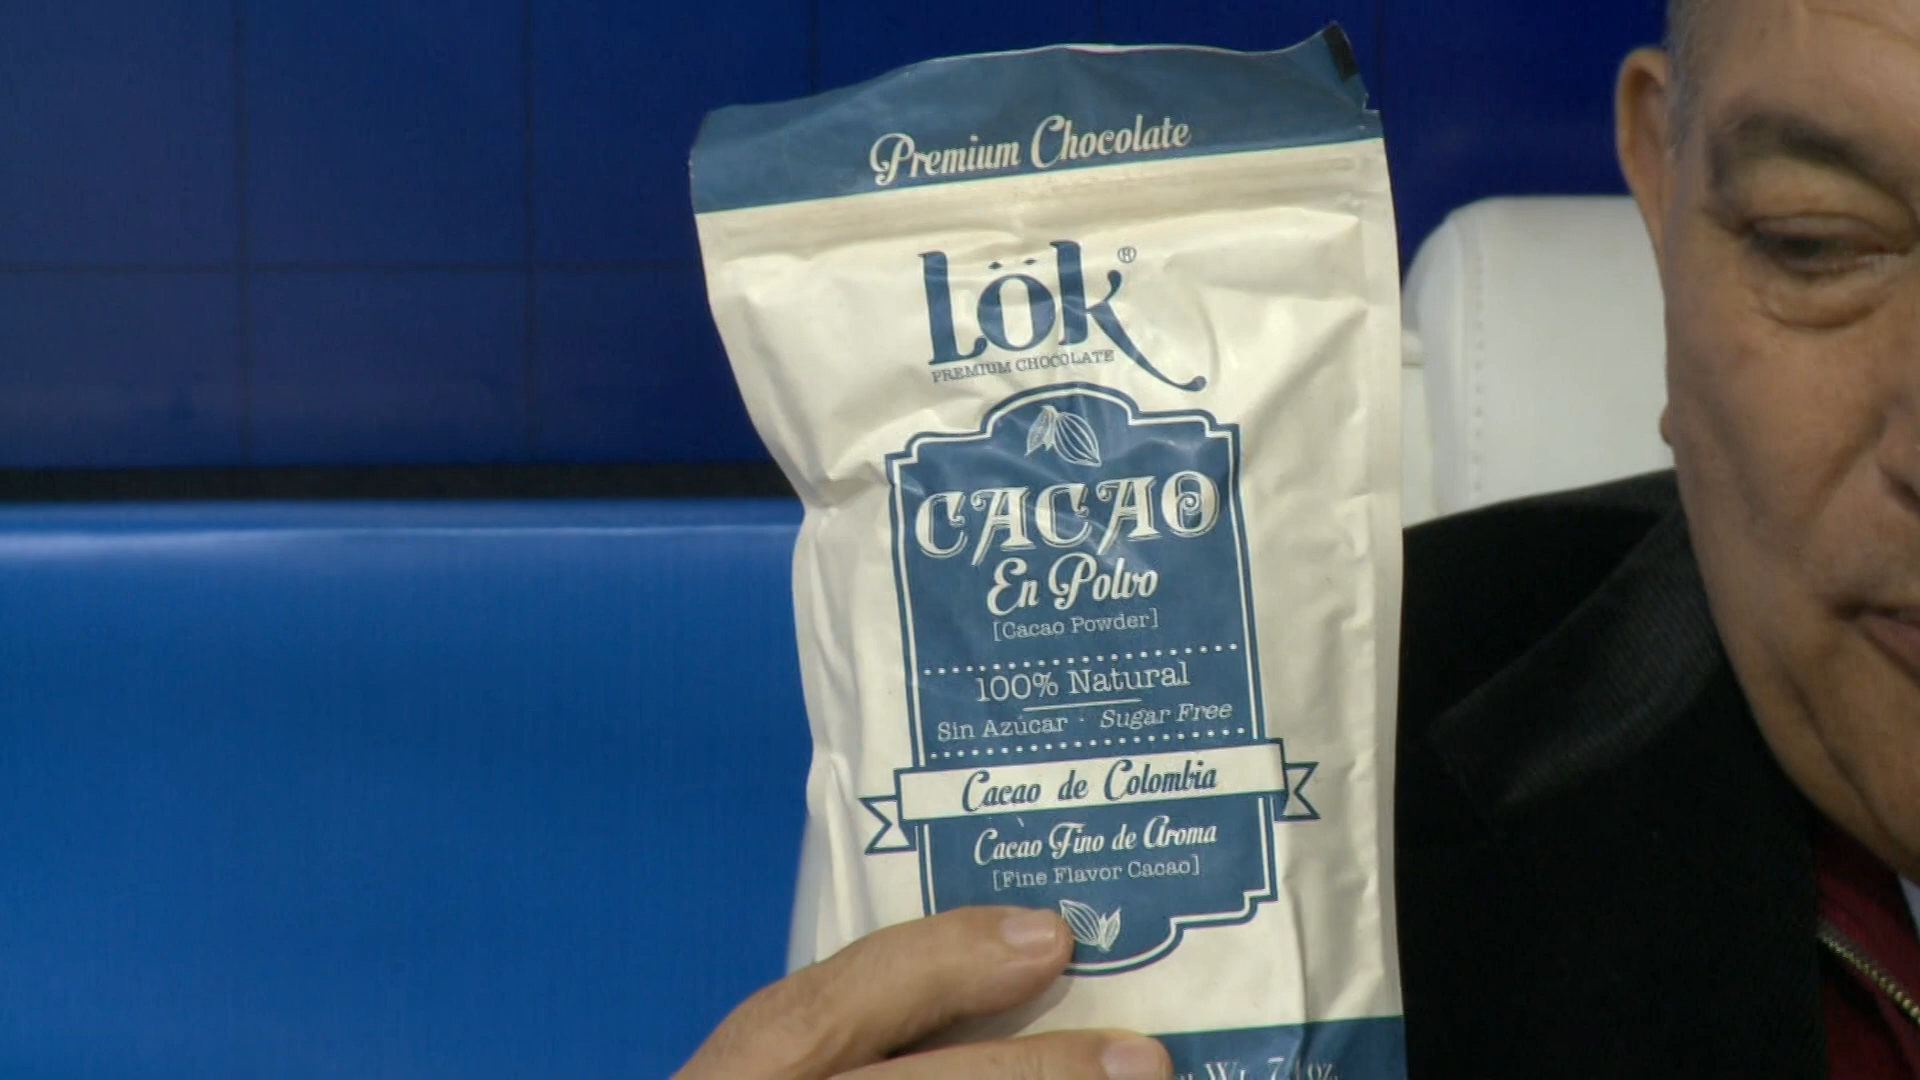 Premium Chocolate
lök®
PREMIUM CHOCOLATE
CACAO
En Polvo
[Cacao Powder]
100% Natural
Sin Azúcar · Sugar Free
Cacao de Colombia
Cacao Fino de Aroma
[Fine Flavor Cacao]